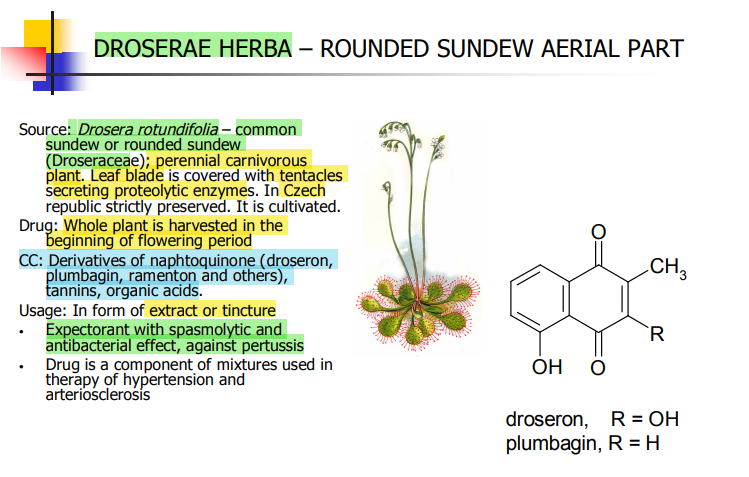 DROSERAE HERBA – ROUNDED SUNDEW AERIAL PART
Source: Drosera rotundifolia – common
sundew or rounded sundew
(Droseraceae); perennial carnivorous
plant. Leaf blade is covered with tentacles
secreting proteolytic enzymes. In Czech
republic strictly preserved. It is cultivated.
Drug: Whole plant is harvested in the
beginning of flowering period
CC: Derivatives of naphtoquinone (droseron,
plumbagin, ramenton and others),
tannins, organic acids.
Usage: In form of extract or tincture
• Expectorant with spasmolytic and
antibacterial effect, against pertussis
• Drug is a component of mixtures used in
therapy of hypertension and
arteriosclerosis
O
CH3
R
OH O
droseron, R = OH
plumbagin, R = H